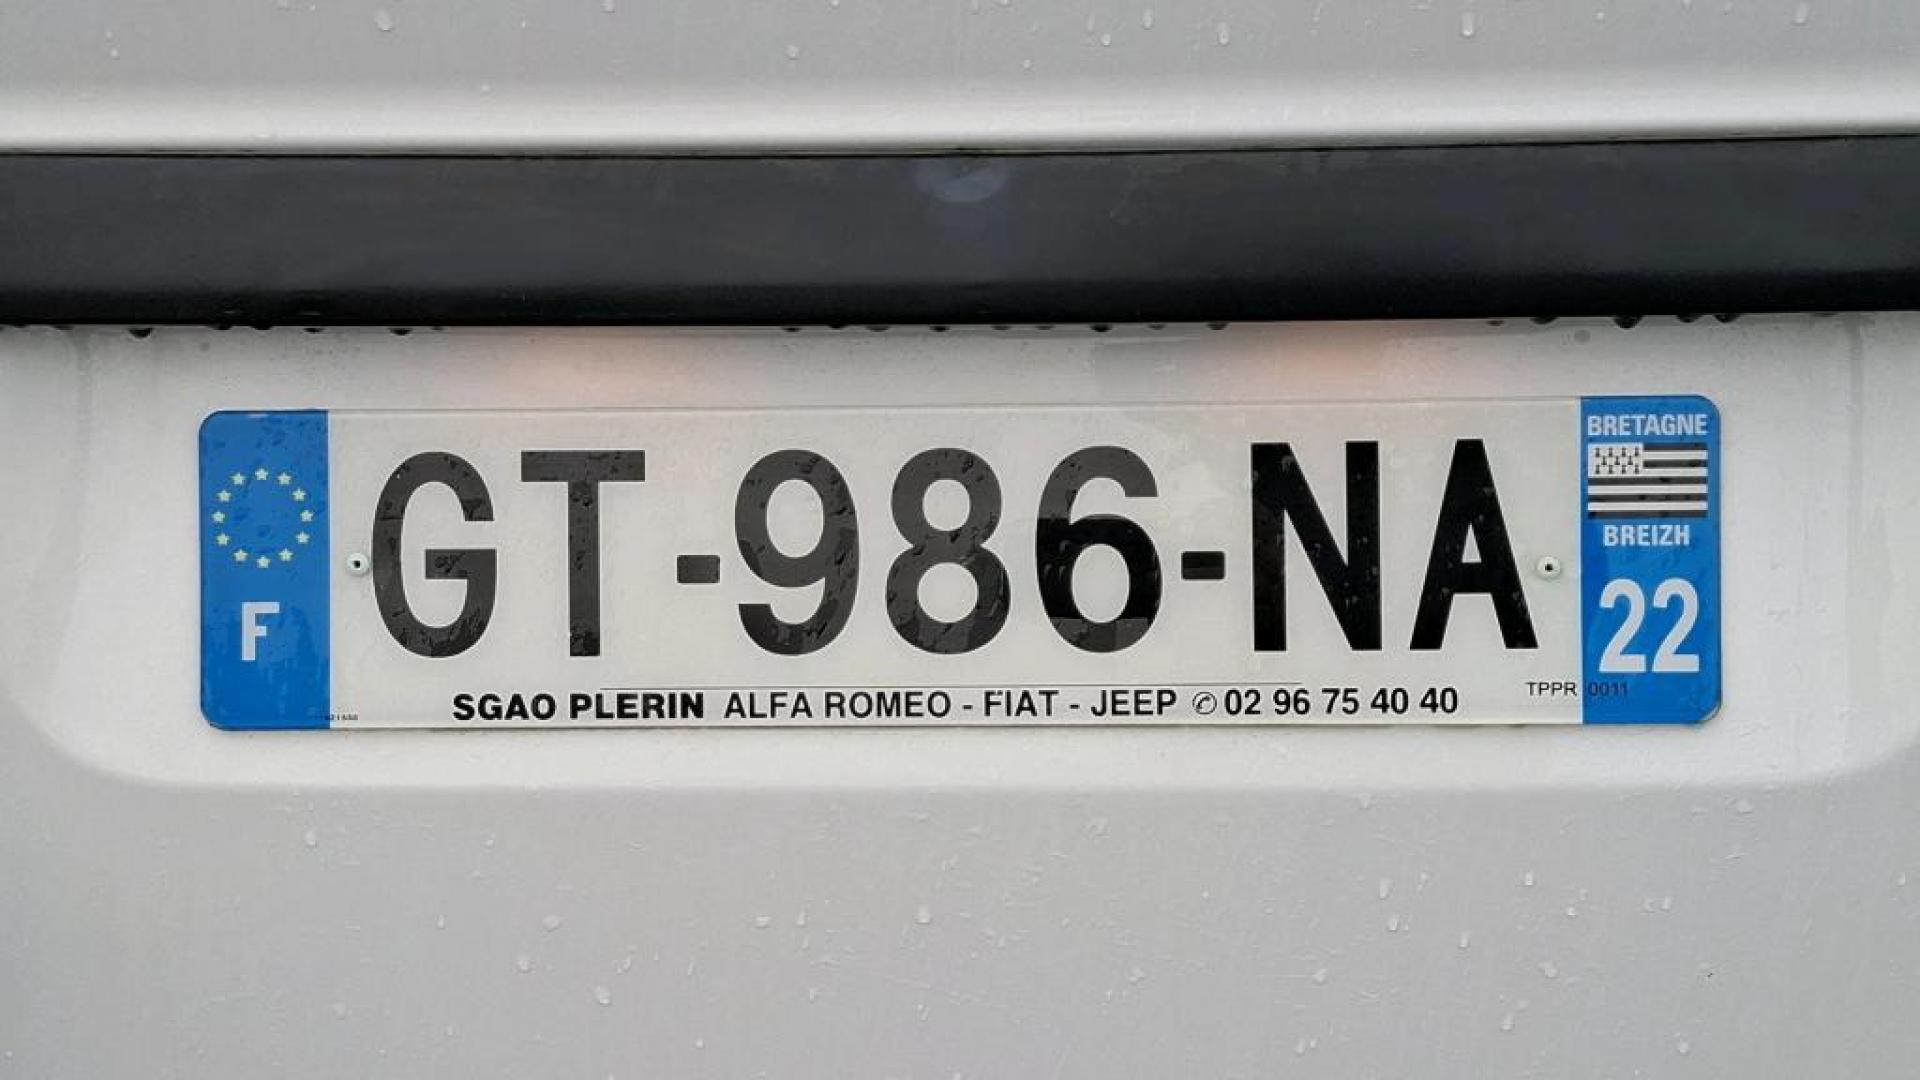 F
GT-986-NA
BRETAGNE
BREIZH
22
SGAO PLERIN ALFA ROMEO - FIAT - JEEP ✆ 02 96 75 40 40
TPPR 0011